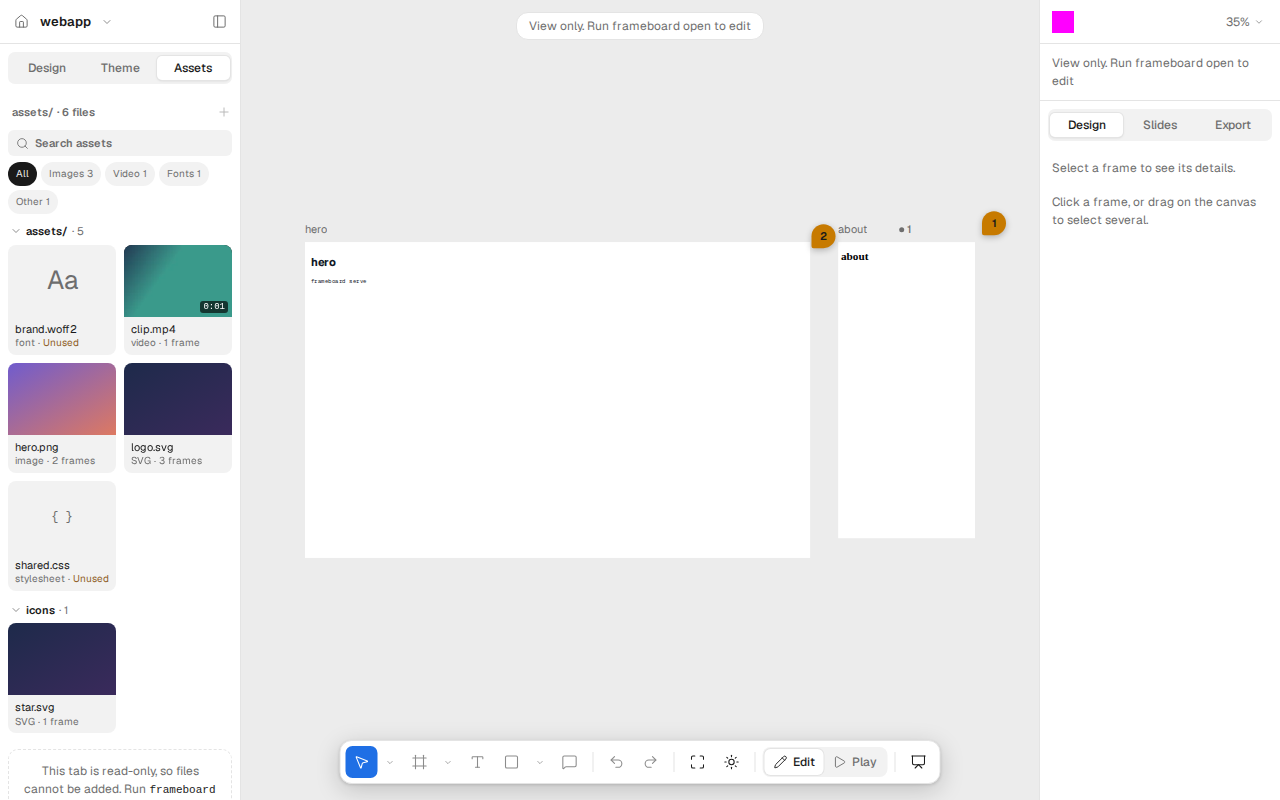 webapp
View only. Run frameboard open to edit
35%
View only. Run frameboard open to
edit
Design
Theme
Assets
Design
Slides
Export
assets/ · 6 files
Search assets
All
Images 3
Video 1
Fonts 1
Other 1
Select a frame to see its details.
Click a frame, or drag on the canvas
to select several.
assets/ · 5
Aa
brand.woff2
font · Unused
0:01
clip.mp4
video · 1 frame
hero.png
image · 2 frames
logo.svg
SVG · 3 frames
{ }
shared.css
stylesheet · Unused
icons · 1
star.svg
SVG · 1 frame
This tab is read-only, so files
cannot be added. Run frameboard
hero
2
hero
frameboard serve
about
1
1
about
Edit
Play